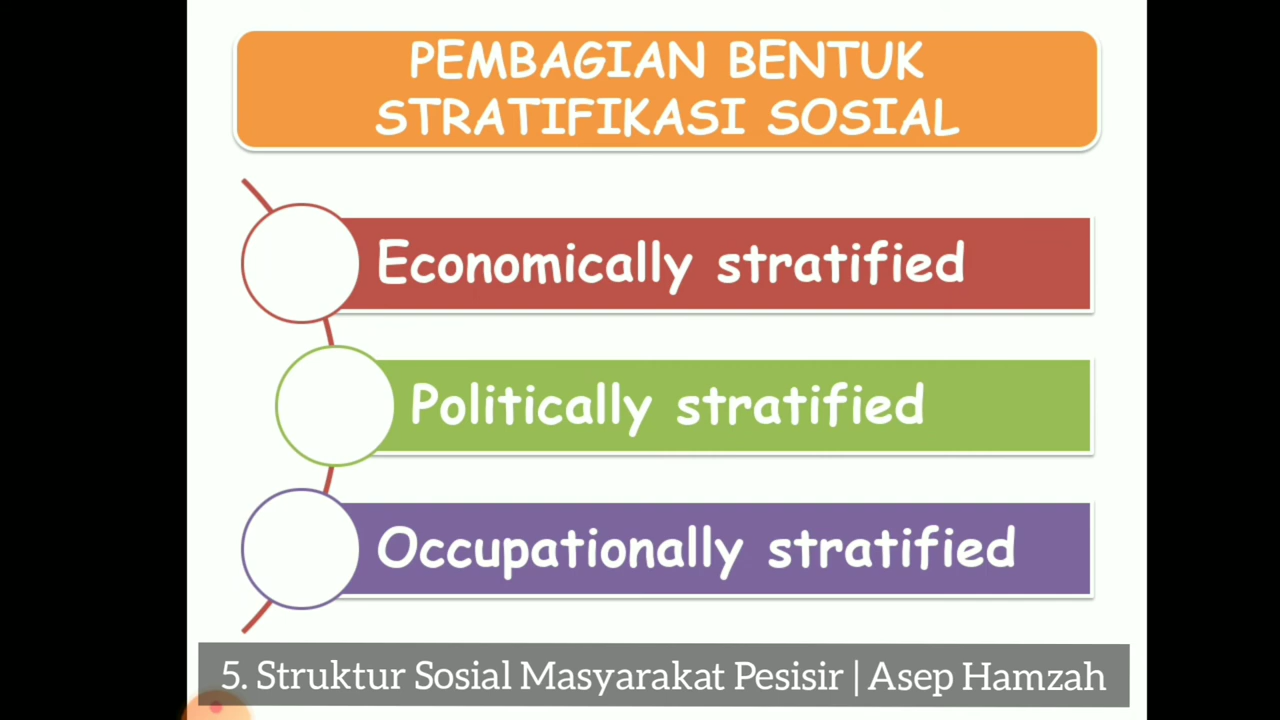 PEMBAGIAN BENTUK
STRATIFIKASI SOSIAL
Economically stratified
Politically stratified
Occupationally stratified
5. Struktur Sosial Masyarakat Pesisir | Asep Hamzah